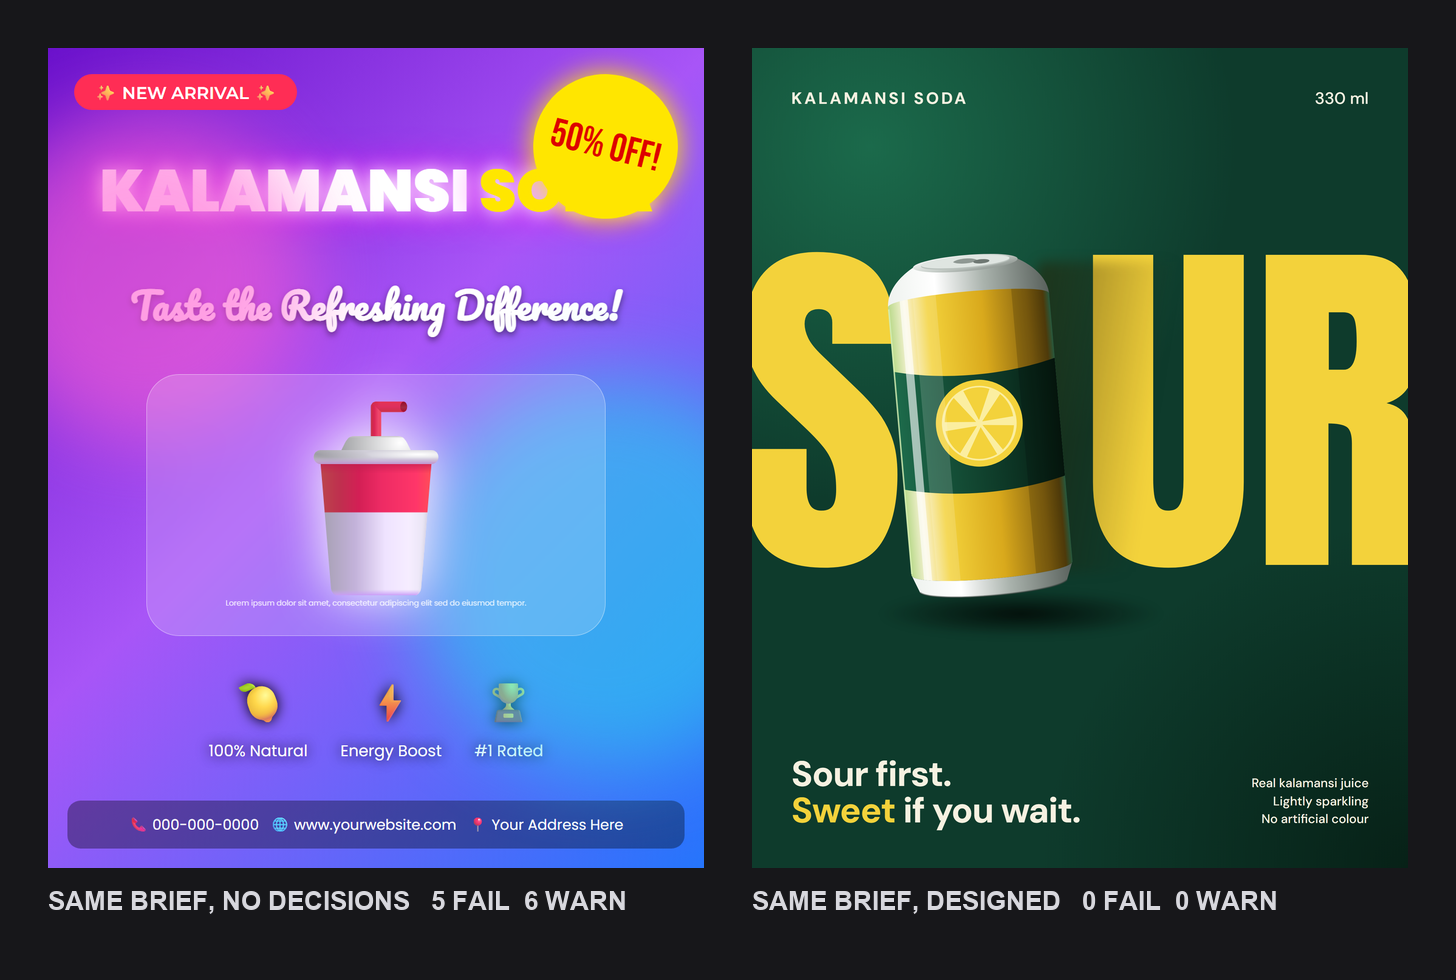 ✨ NEW ARRIVAL ✨
50% OFF!
KALAMANSI
Taste the Refreshing Difference!
Lorem ipsum dolor sit amet, consectetur adipiscing elit sed do eiusmod tempor.
100% Natural
Energy Boost
#1 Rated
000-000-0000 www.yourwebsite.com Your Address Here
SAME BRIEF, NO DECISIONS 5 FAIL 6 WARN
KALAMANSI SODA
330 ml
S UR
Sour first.
Sweet if you wait.
Real kalamansi juice
Lightly sparkling
No artificial colour
SAME BRIEF, DESIGNED 0 FAIL 0 WARN